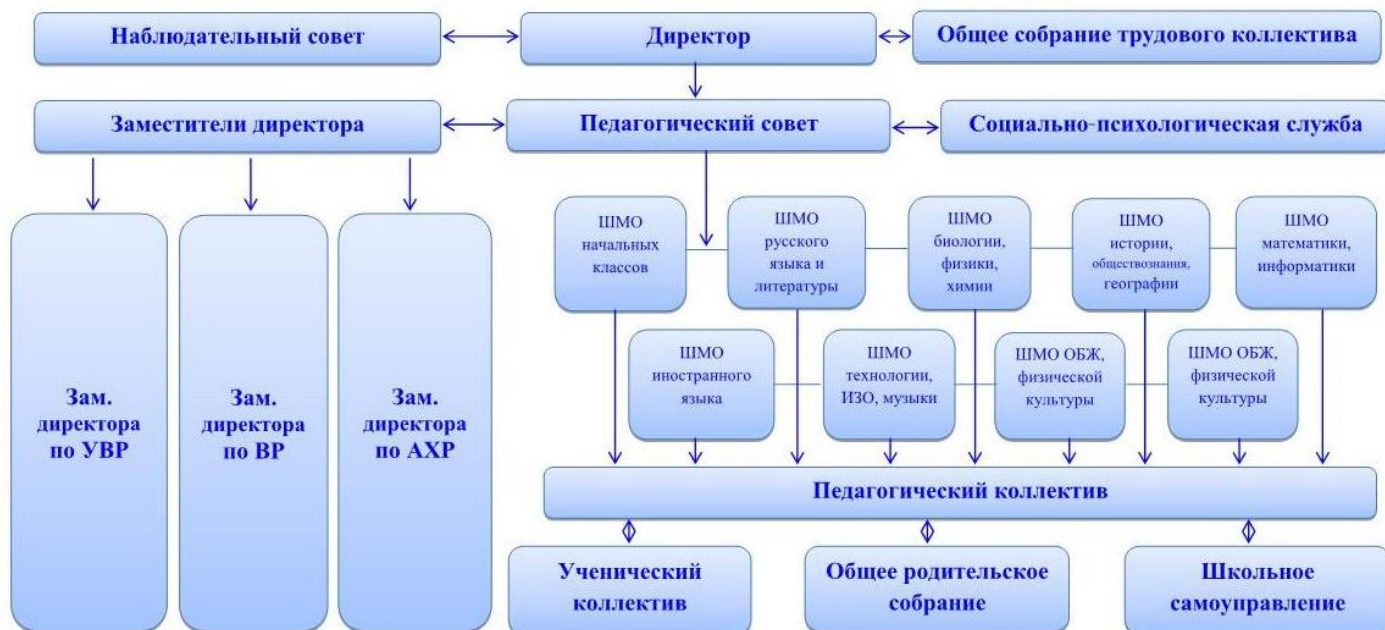 Наблюдательный совет
Директор
Общее собрание трудового коллектива
Заместители директора
Педагогический совет
Социально-психологическая служба
Зам.
директора
по УВР
Зам.
директора
по ВР
Зам.
директора
по АХР
ШМО
начальных
классов
ШМО
русского
языка и
литературы
ШМО
биологии,
физики,
химии
ШМО
истории,
обществознания,
географии
ШМО
математики,
информатики
ШМО
иностранного
языка
ШМО
технологии,
ИЗО, музыки
ШМО ОБЖ,
физической
культуры
ШМО ОБЖ,
физической
культуры
Педагогический коллектив
Ученический
коллектив
Общее родительское
собрание
Школьное
самоуправление